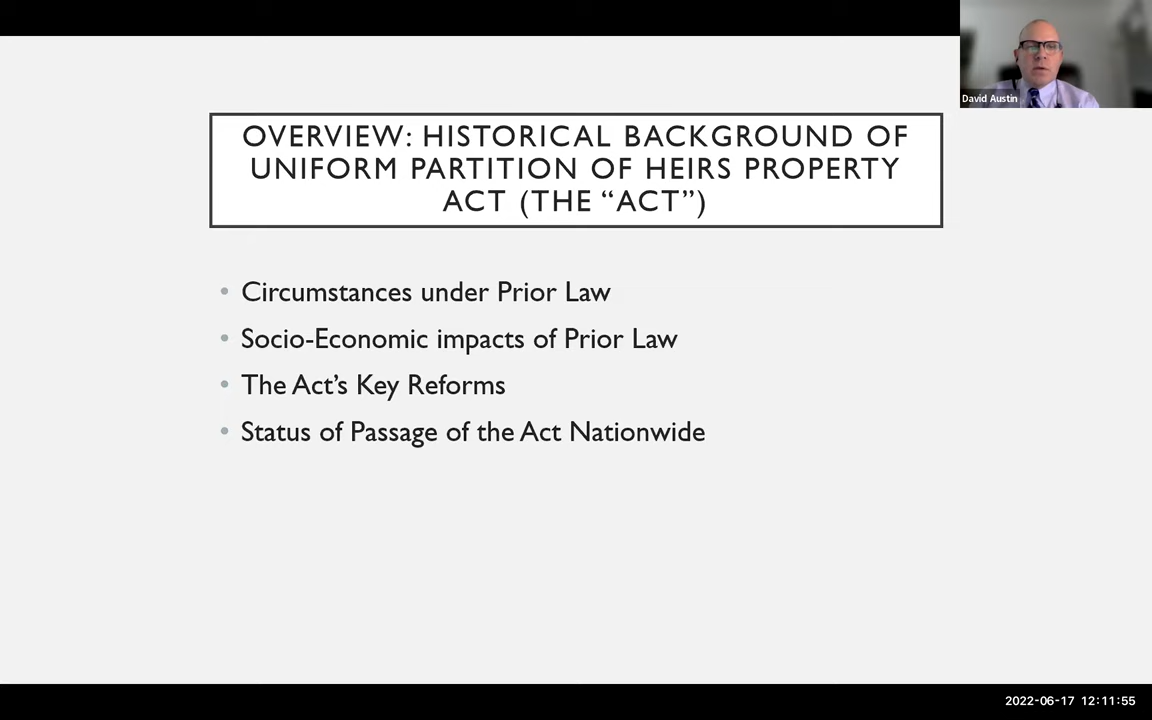 David Austin
OVERVIEW: HISTORICAL BACKGROUND OF
UNIFORM PARTITION OF HEIRS PROPERTY
ACT (THE “ACT”)
• Circumstances under Prior Law
• Socio-Economic impacts of Prior Law
• The Act’s Key Reforms
• Status of Passage of the Act Nationwide
2022-06-17 12:11:55